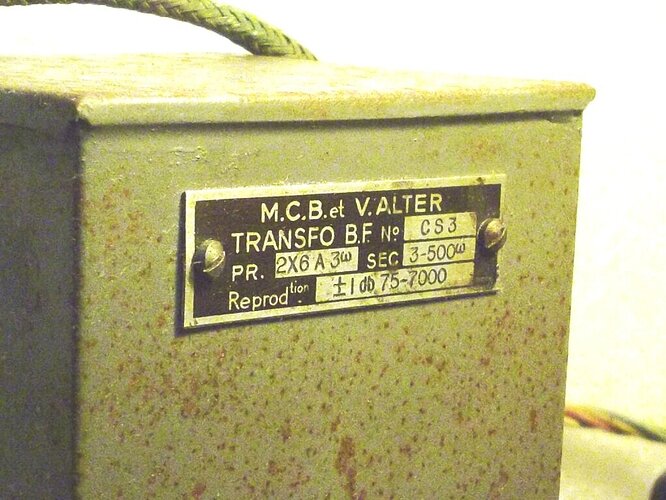 M.C.B. et V. ALTER
TRANSFO B.F. No CS3
PR. 2X6 A 3ω SEC 3-500ω
Reprodtion ±1 db 75-7000